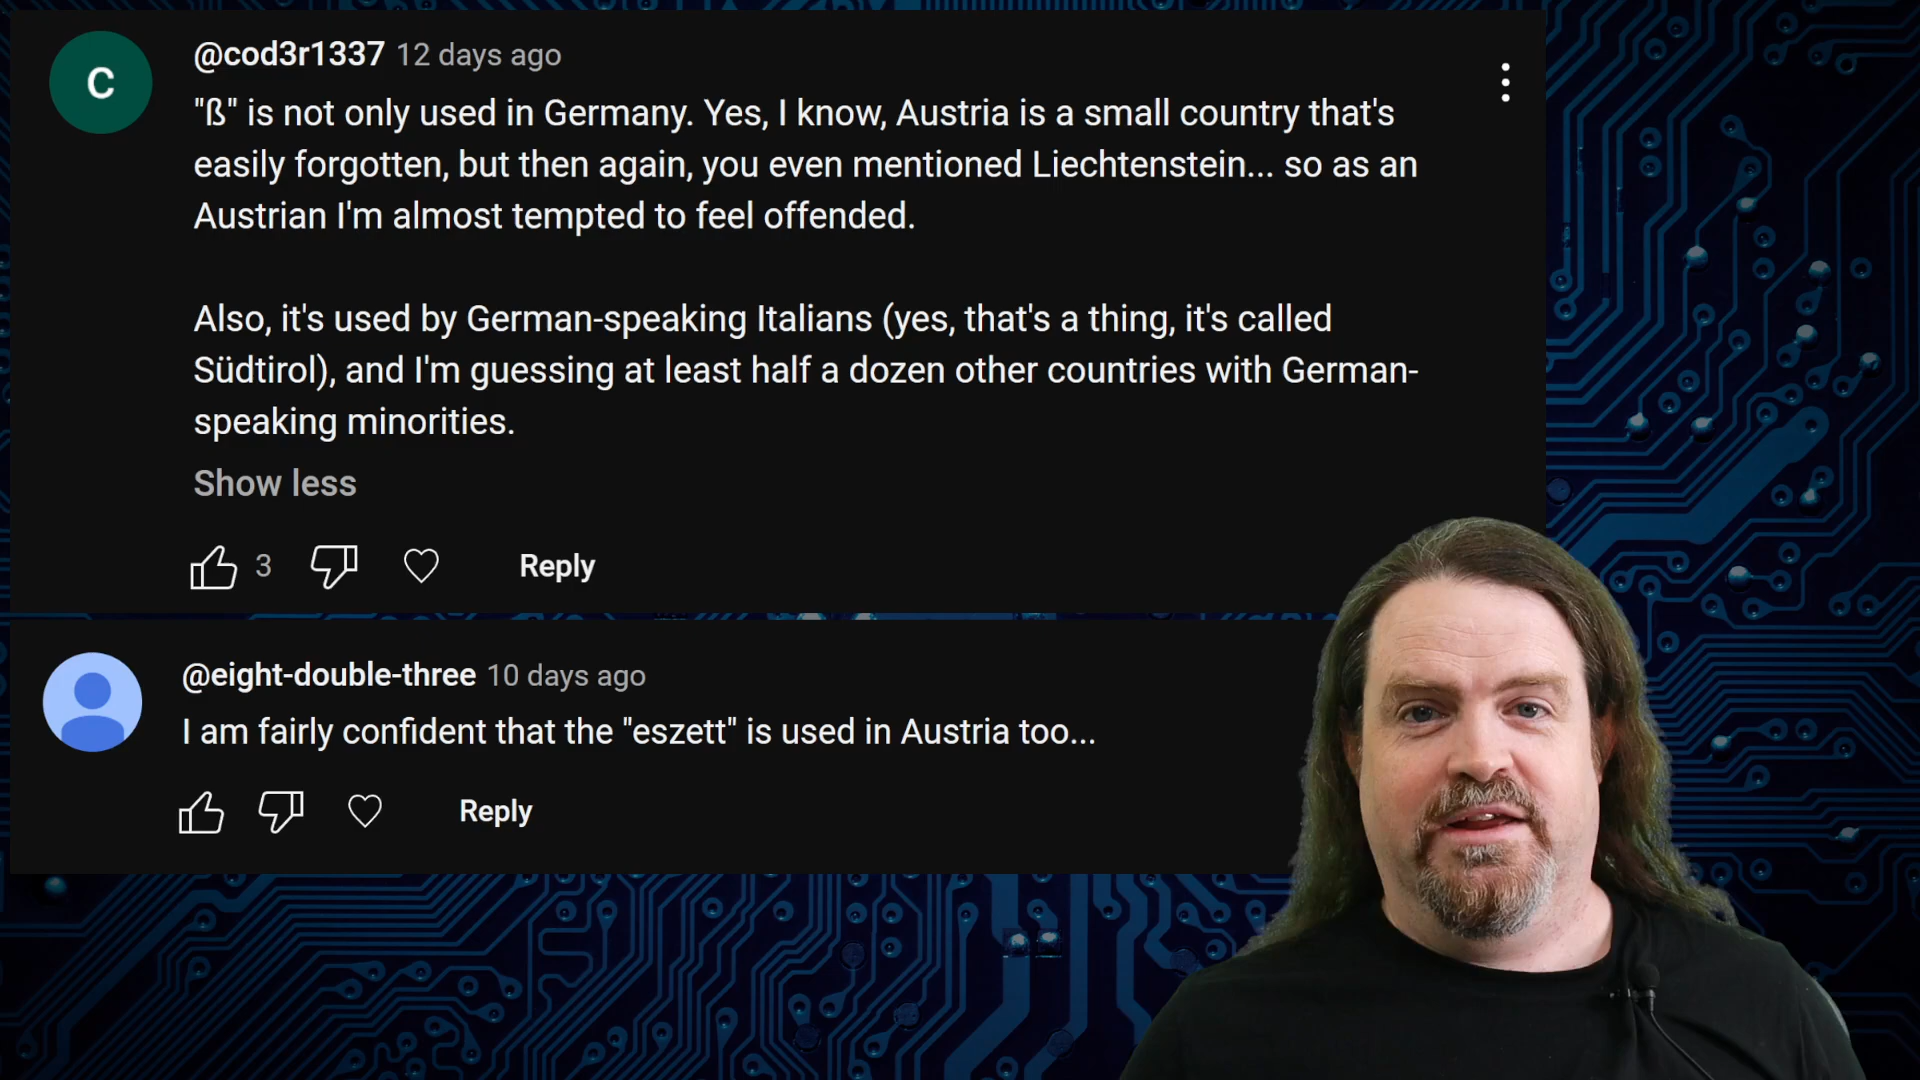 C
@cod3r1337 12 days ago
"ß" is not only used in Germany. Yes, I know, Austria is a small country that's
easily forgotten, but then again, you even mentioned Liechtenstein... so as an
Austrian I'm almost tempted to feel offended.
Also, it's used by German-speaking Italians (yes, that's a thing, it's called
Südtirol), and I'm guessing at least half a dozen other countries with German-
speaking minorities.
Show less
3 Reply
@eight-double-three 10 days ago
I am fairly confident that the "eszett" is used in Austria too...
Reply